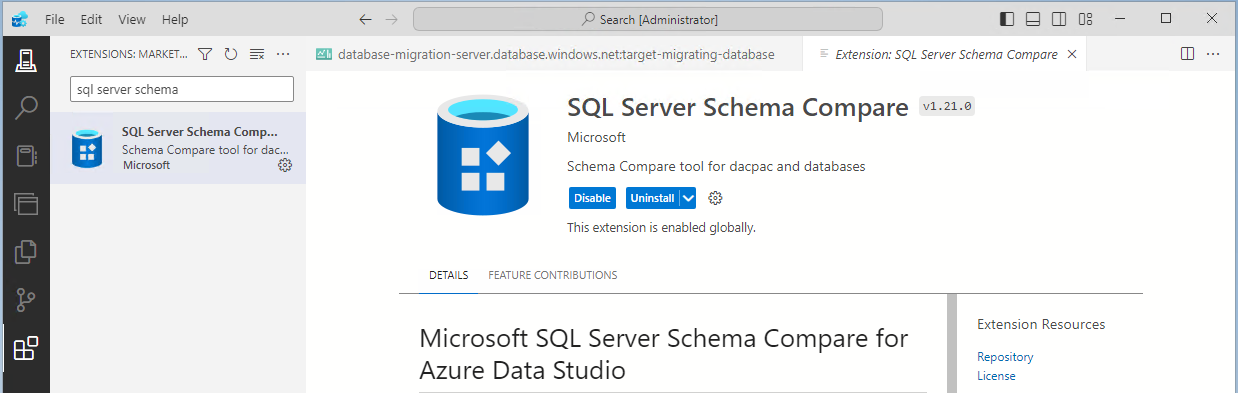 File Edit View Help
Search [Administrator]
EXTENSIONS: MARKET...
sql server schema
SQL Server Schema Comp...
Schema Compare tool for dac...
Microsoft
database-migration-server.database.windows.net:target-migrating-database
Extension: SQL Server Schema Compare
SQL Server Schema Compare v1.21.0
Microsoft
Schema Compare tool for dacpac and databases
Disable Uninstall
This extension is enabled globally.
DETAILS FEATURE CONTRIBUTIONS
Microsoft SQL Server Schema Compare for
Azure Data Studio
Extension Resources
Repository
License